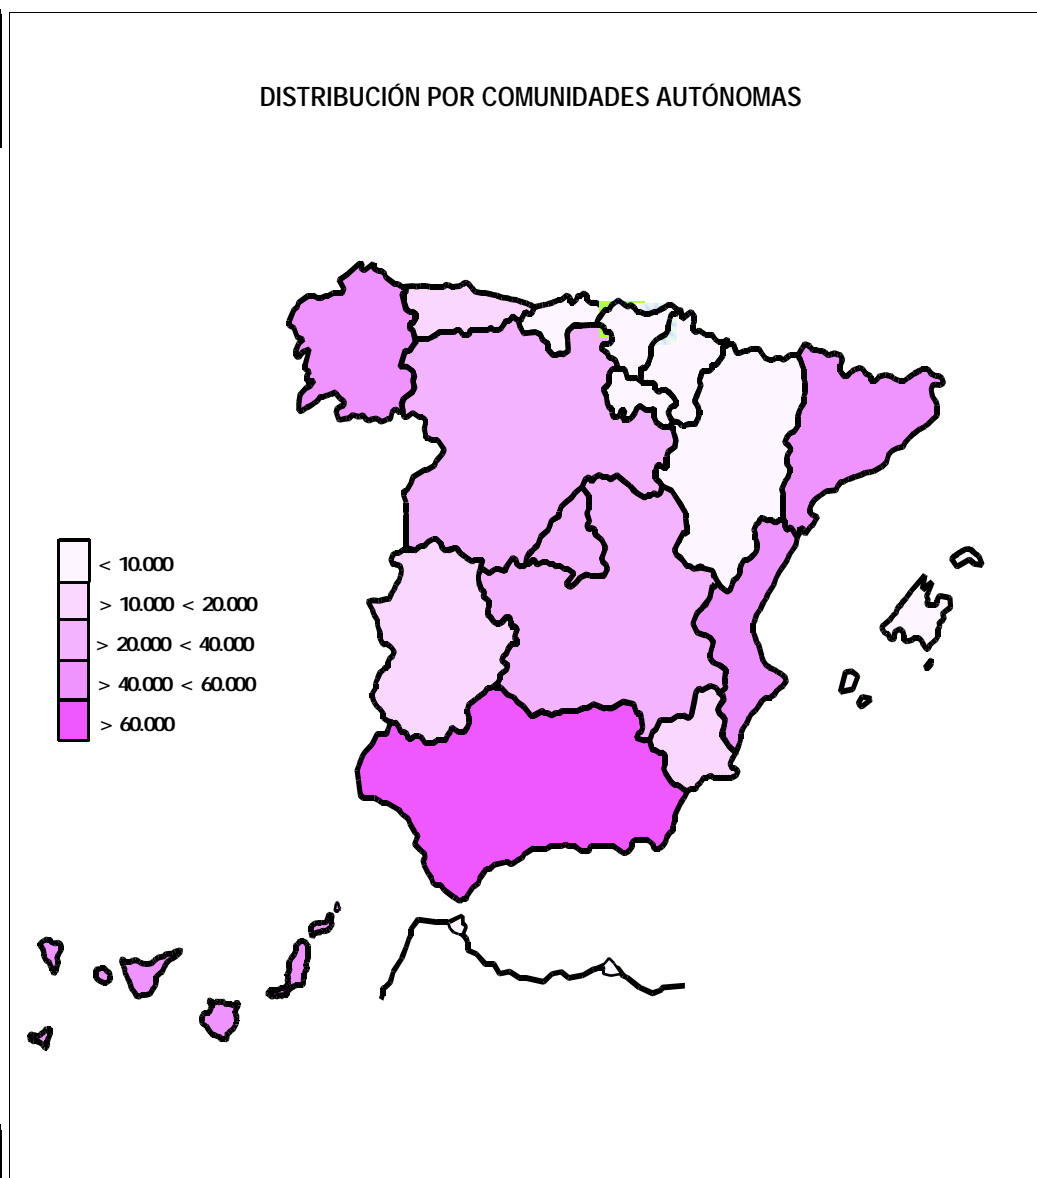 DISTRIBUCIÓN POR COMUNIDADES AUTÓNOMAS
< 10.000
> 10.000 < 20.000
> 20.000 < 40.000
> 40.000 < 60.000
> 60.000